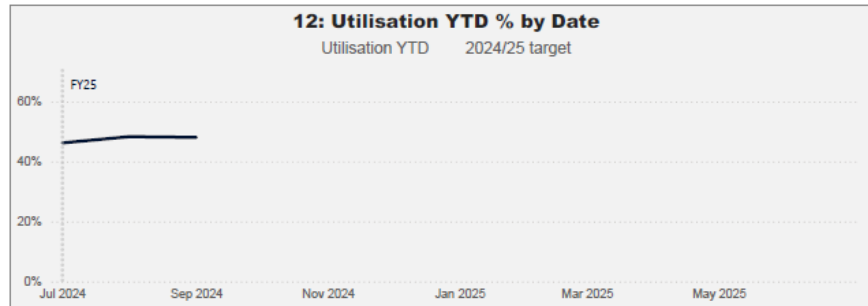 12: Utilisation YTD % by Date
Utilisation YTD 2024/25 target
FY25
60%
40%
20%
0%
Jul 2024 Sep 2024 Nov 2024 Jan 2025 Mar 2025 May 2025